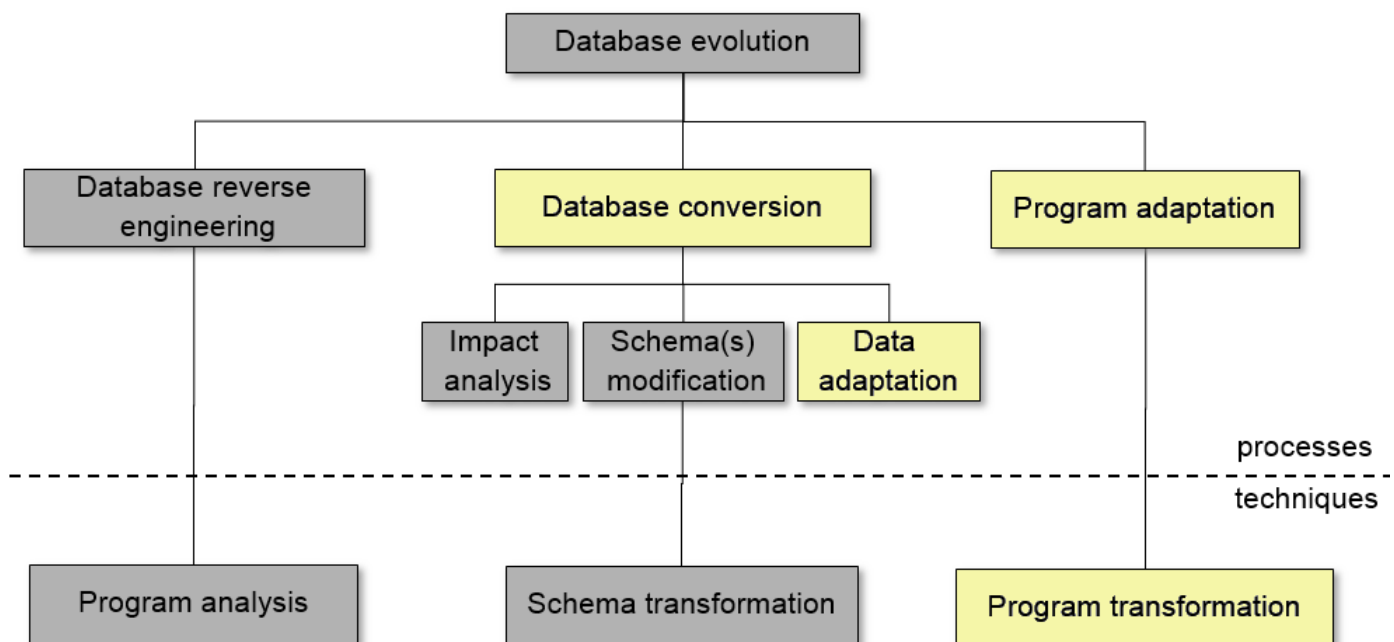 Database evolution
Database reverse
engineering
Database conversion
Program adaptation
Impact
analysis
Schema(s)
modification
Data
adaptation
processes
techniques
Program analysis
Schema transformation
Program transformation